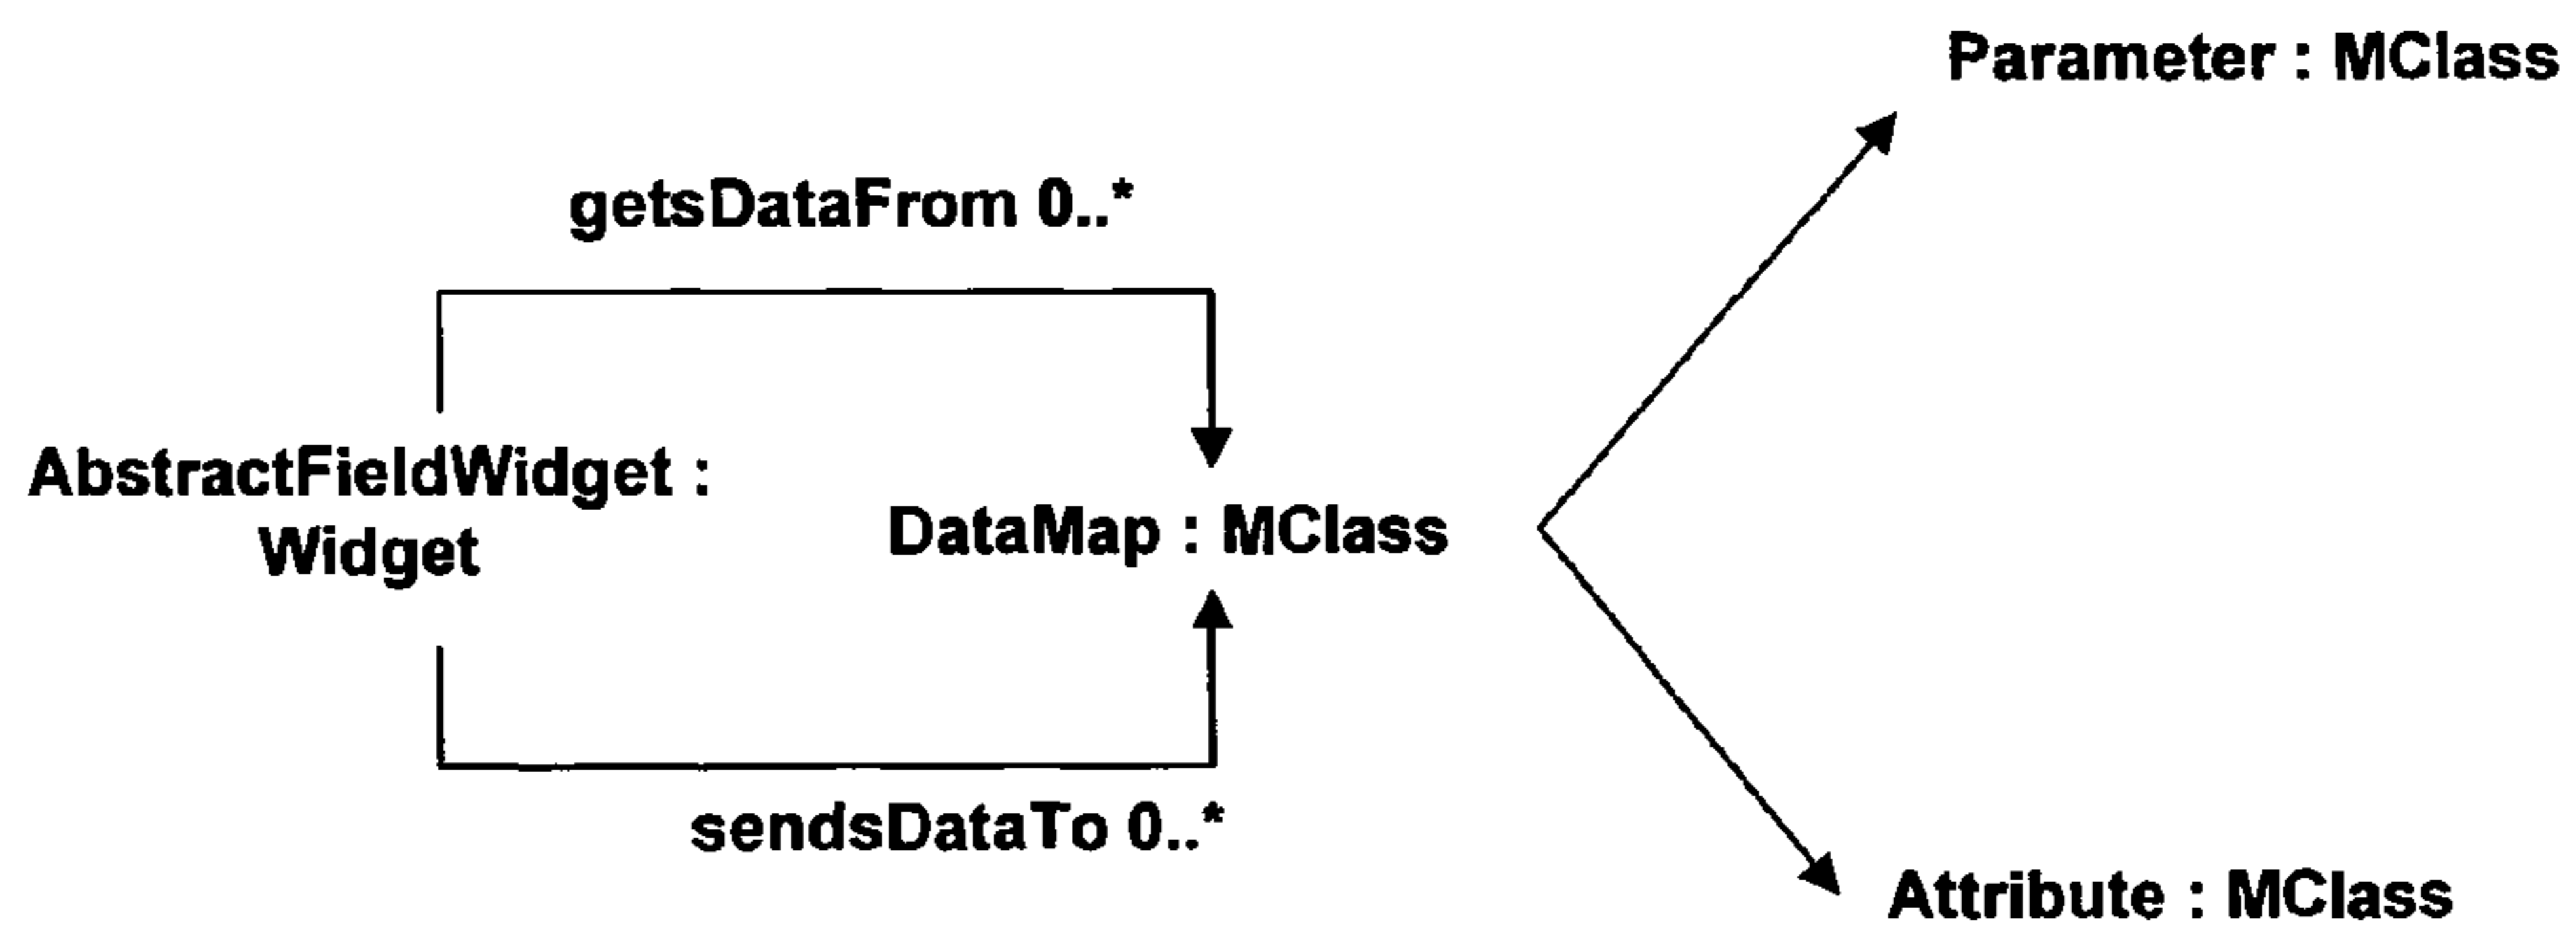 Parameter : MClass
getsDataFrom 0..*
AbstractFieldWidget :
Widget
DataMap : MClass
sendsDataTo 0..*
Attribute : MClass